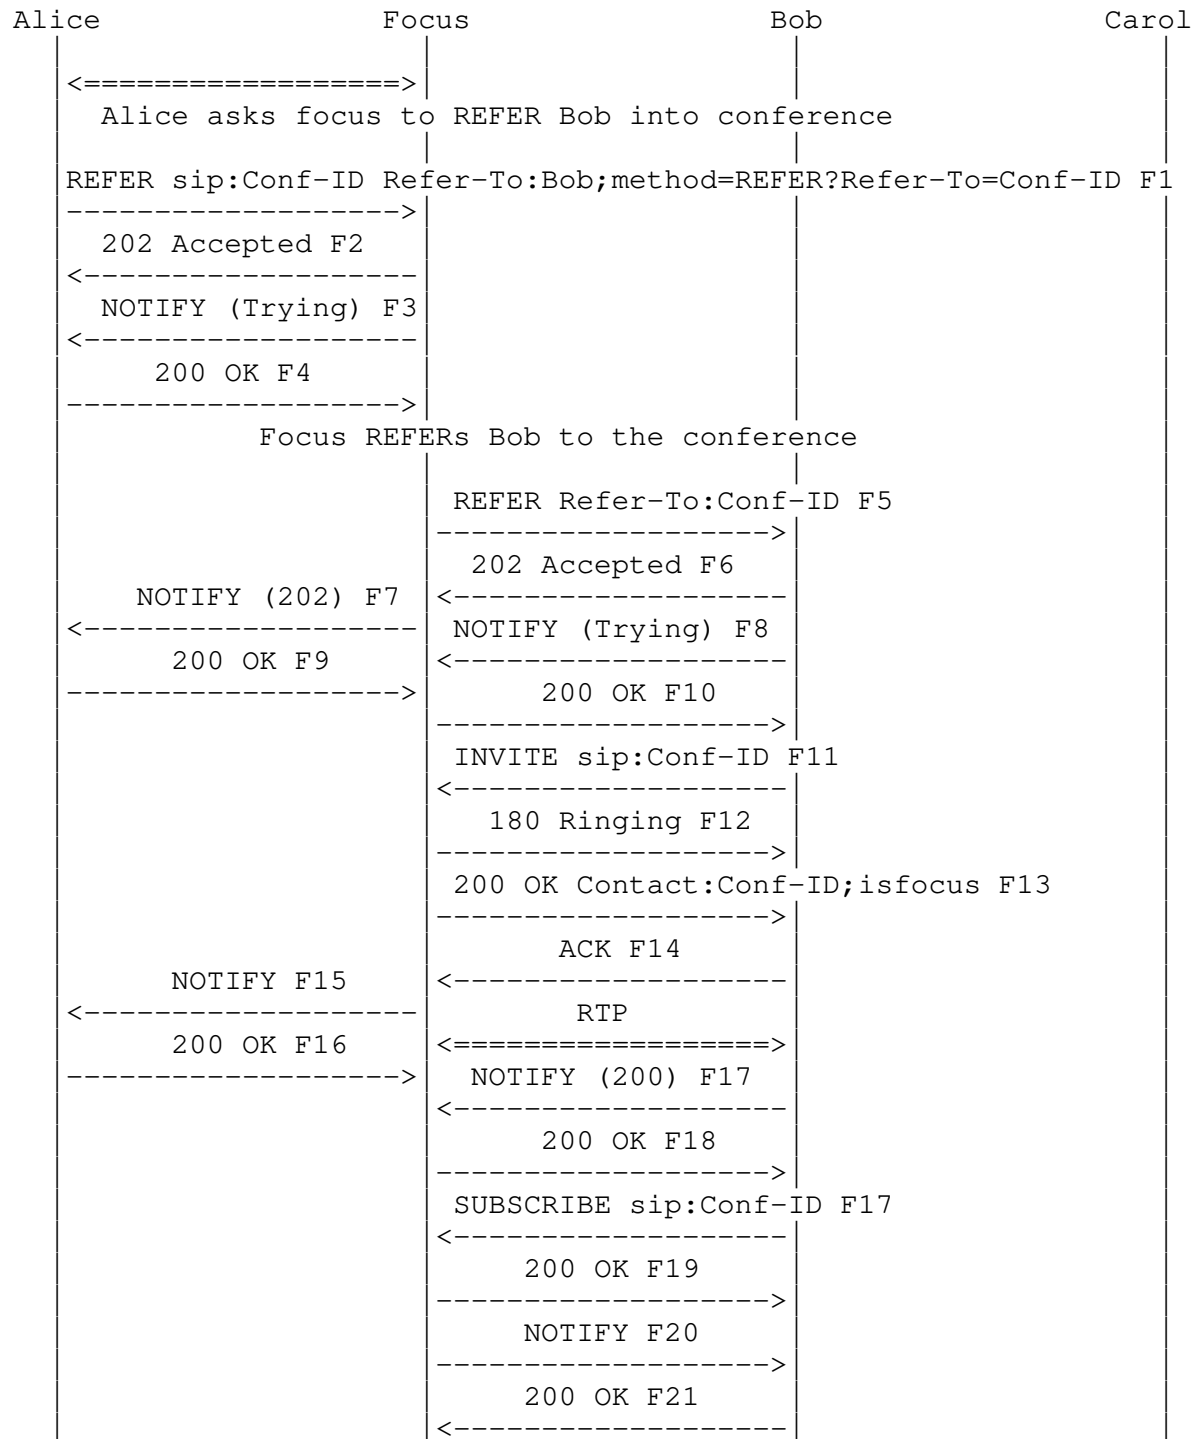 Alice Focus Bob Carol
Alice asks focus to REFER Bob into conference
REFER sip:Conf-ID Refer-To:Bob;method=REFER?Refer-To=Conf-ID F1
202 Accepted F2
NOTIFY (Trying) F3
200 OK F4
Focus REFERs Bob to the conference
REFER Refer-To:Conf-ID F5
202 Accepted F6
NOTIFY (202) F7
NOTIFY (Trying) F8
200 OK F9
200 OK F10
INVITE sip:Conf-ID F11
180 Ringing F12
200 OK Contact:Conf-ID;isfocus F13
ACK F14
NOTIFY F15
RTP
200 OK F16
NOTIFY (200) F17
200 OK F18
SUBSCRIBE sip:Conf-ID F17
200 OK F19
NOTIFY F20
200 OK F21